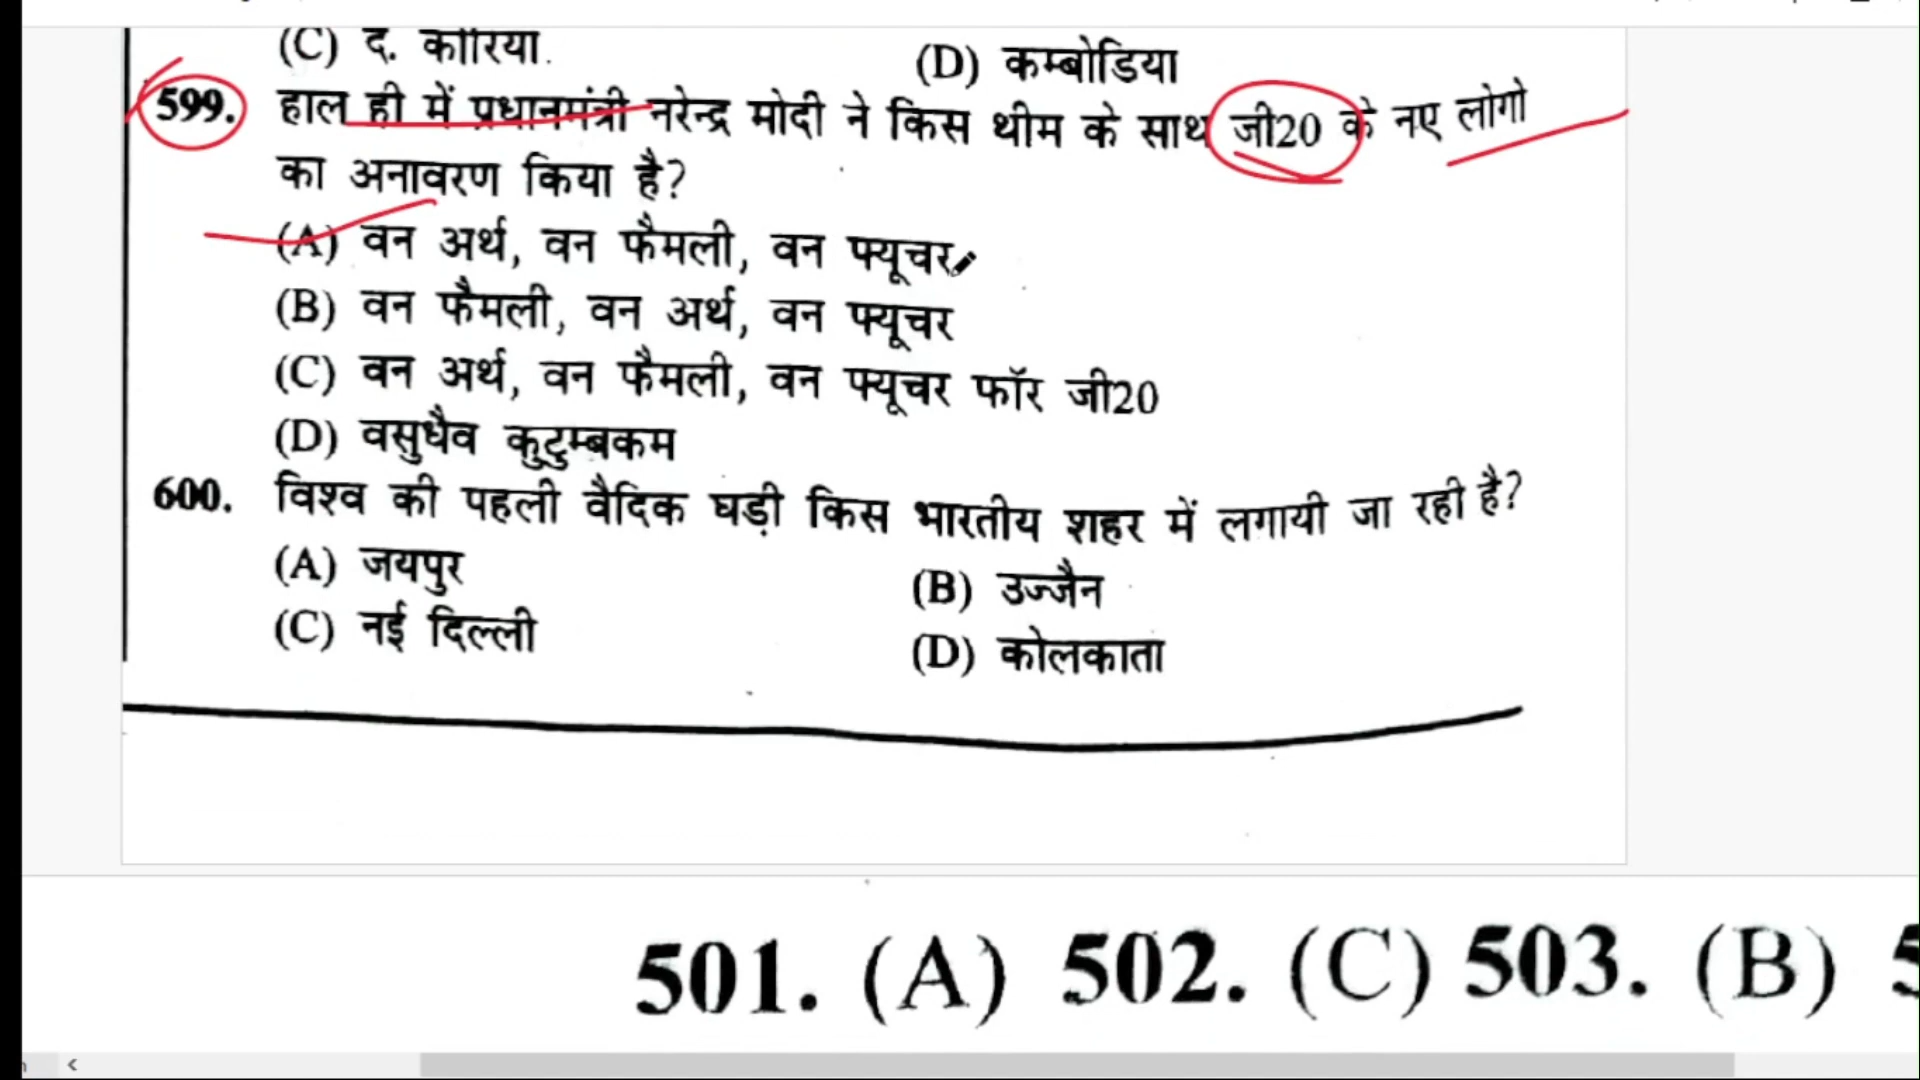 (C) द. कोरिया.
(D) कम्बोडिया
599. हाल ही में प्रधानमंत्री नरेन्द्र मोदी ने किस थीम के साथ जी20 के नए लोगो
का अनावरण किया है?
(A) वन अर्थ, वन फैमली, वन फ्यूचर
(B) वन फैमली, वन अर्थ, वन फ्यूचर
(C) वन अर्थ, वन फैमली, वन फ्यूचर फॉर जी20
(D) वसुधैव कुटुम्बकम
600. विश्व की पहली वैदिक घड़ी किस भारतीय शहर में लगायी जा रही है?
(A) जयपुर
(B) उज्जैन
(C) नई दिल्ली
(D) कोलकाता
501. (A) 502. (C) 503. (B) 5